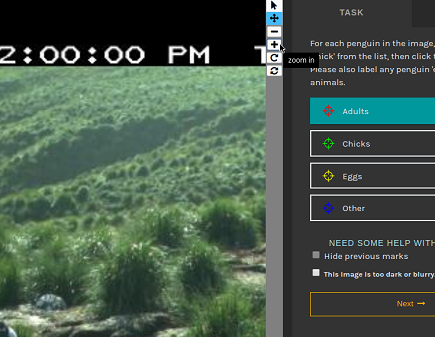 2:00:00 PM
zoom in
TASK
For each penguin in the image,
from the list, then click
Please also label any penguin
animals.
Adults
Chicks
Eggs
Other
NEED SOME HELP WITH
Hide previous marks
This image is too dark or blurry
Next →